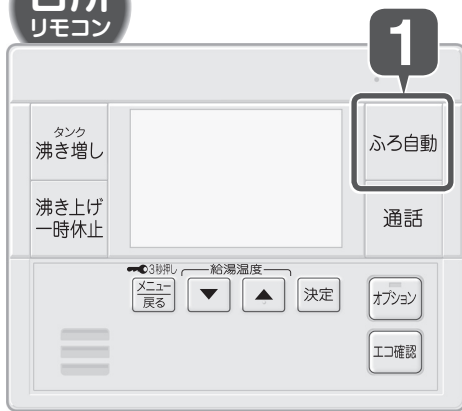 台所
リモコン
1
タンク
沸き増し
ふろ自動
沸き上げ
一時休止
通話
3秒押し
給湯温度
メニュー
戻る
▼
▲
決定
オプション
エコ確認